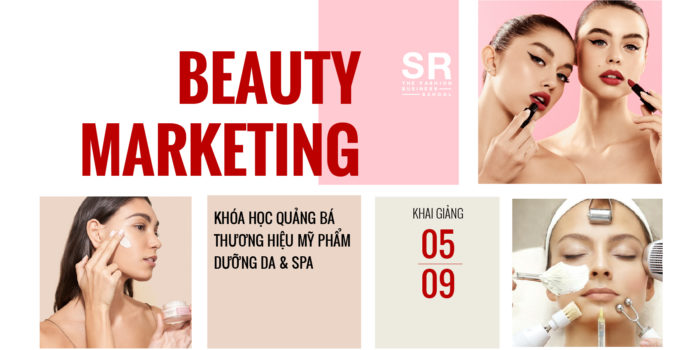 BEAUTY
MARKETING
SR
THE FASHION
BUSINESS
SCHOOL
KHÓA HỌC QUẢNG BÁ
THƯƠNG HIỆU MỸ PHẨM
DƯỠNG DA & SPA
KHAI GIẢNG
05
09